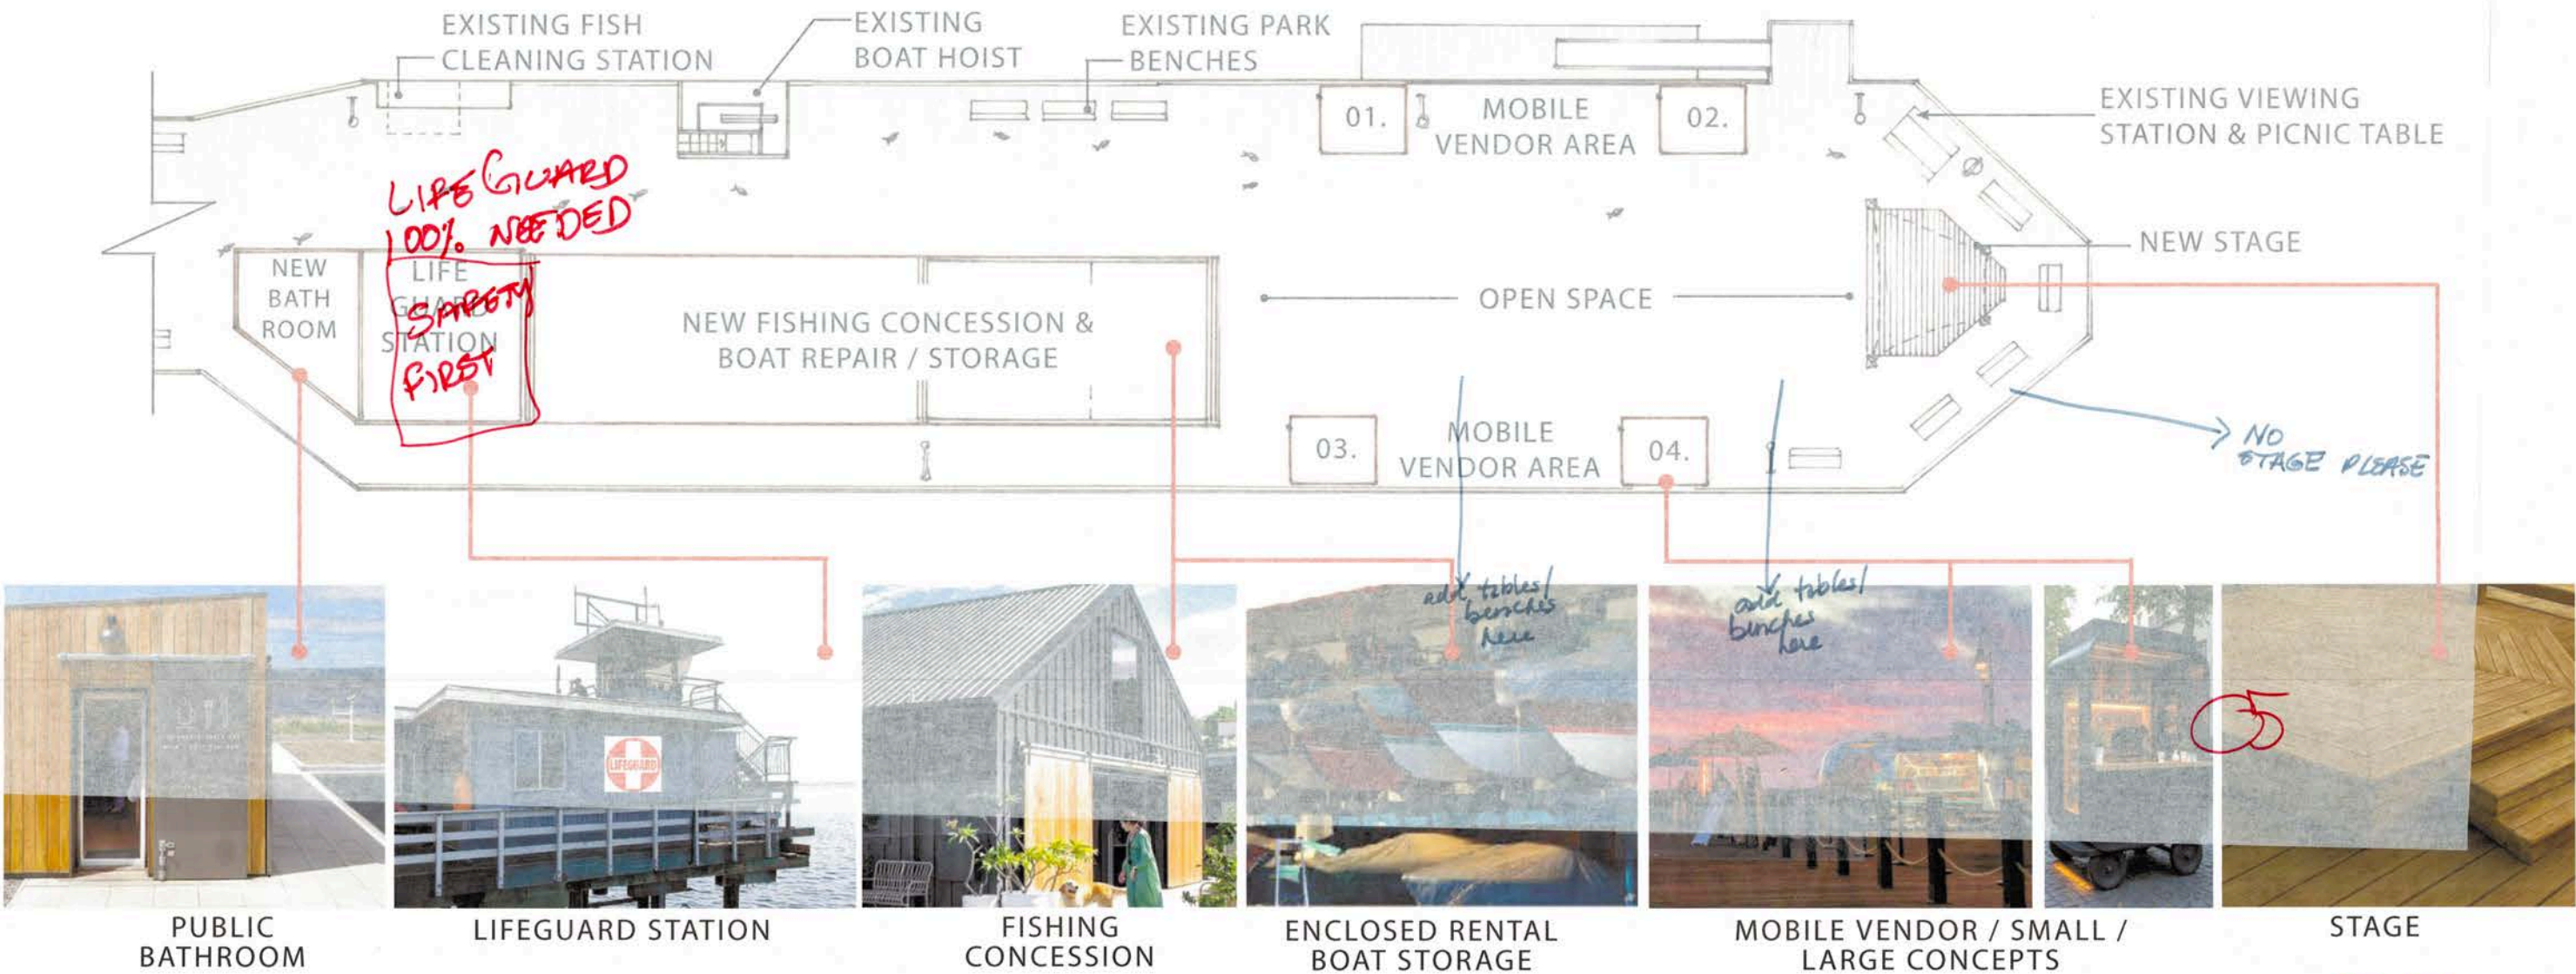 EXISTING FISH
CLEANING STATION
EXISTING
BOAT HOIST
EXISTING PARK
BENCHES
01.
MOBILE
VENDOR AREA
02.
EXISTING VIEWING
STATION & PICNIC TABLE
LIFE GUARD
100% NEEDED
NEW
BATH
ROOM
LIFE
GUARD
STATION
SAFETY
FIRST
NEW FISHING CONCESSION &
BOAT REPAIR / STORAGE
OPEN SPACE
NEW STAGE
03.
MOBILE
VENDOR AREA
04.
NO
STAGE PLEASE
add tables/
benches
here
add tables/
benches
here
LIFEGUARD
05
PUBLIC
BATHROOM
LIFEGUARD STATION
FISHING
CONCESSION
ENCLOSED RENTAL
BOAT STORAGE
MOBILE VENDOR / SMALL /
LARGE CONCEPTS
STAGE